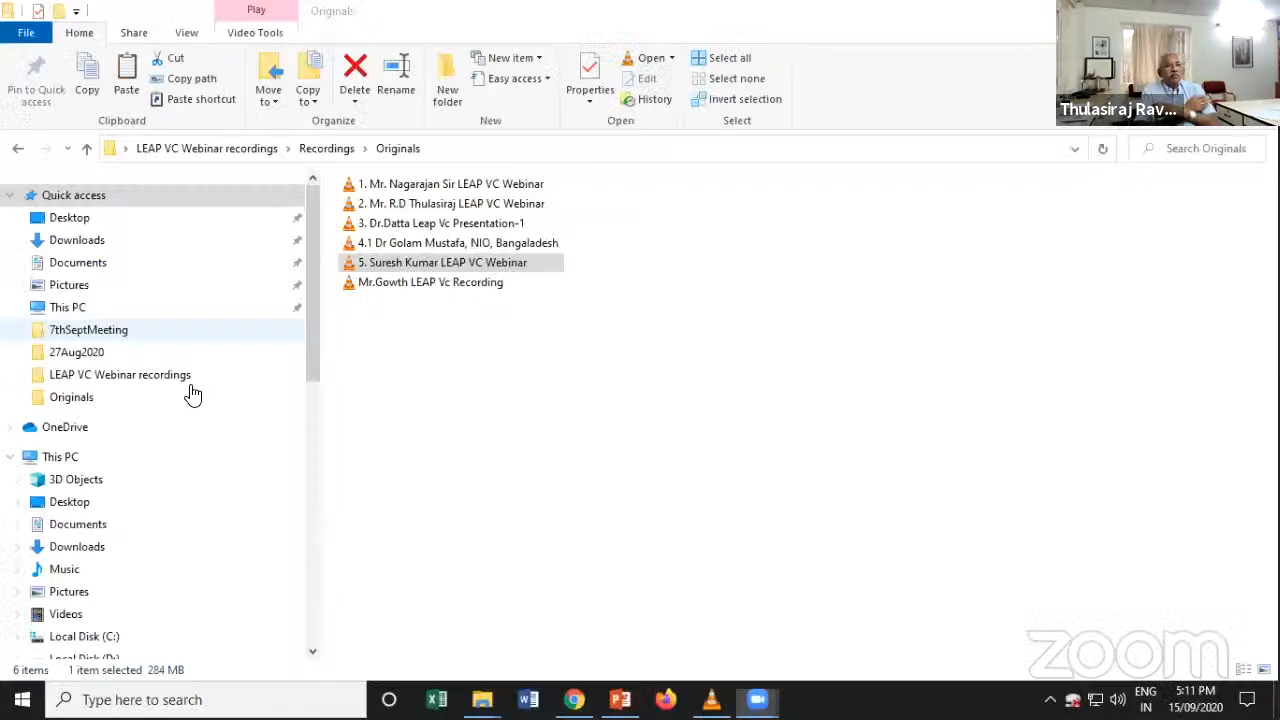 Play
Originals
File
Home
Share
View
Video Tools
Pin to Quick access
Copy
Paste
Cut
Copy path
Paste shortcut
Clipboard
Move to
Copy to
Delete
Rename
Organize
New folder
New item
Easy access
New
Properties
Open
Edit
History
Open
Select all
Select none
Invert selection
Select
Thulasiraj Rav...
LEAP VC Webinar recordings
Recordings
Originals
Search Originals
Quick access
Desktop
Downloads
Documents
Pictures
This PC
7thSeptMeeting
27Aug2020
LEAP VC Webinar recordings
Originals
OneDrive
This PC
3D Objects
Desktop
Documents
Downloads
Music
Pictures
Videos
Local Disk (C:)
Local Disk (D:)
1. Mr. Nagarajan Sir LEAP VC Webinar
2. Mr. R.D Thulasiraj LEAP VC Webinar
3. Dr.Datta Leap Vc Presentation-1
4.1 Dr Golam Mustafa, NIO, Bangaladesh
5. Suresh Kumar LEAP VC Webinar
Mr.Gowth LEAP Vc Recording
6 items 1 item selected 284 MB
zoom
Type here to search
ENG
IN
5:11 PM
15/09/2020